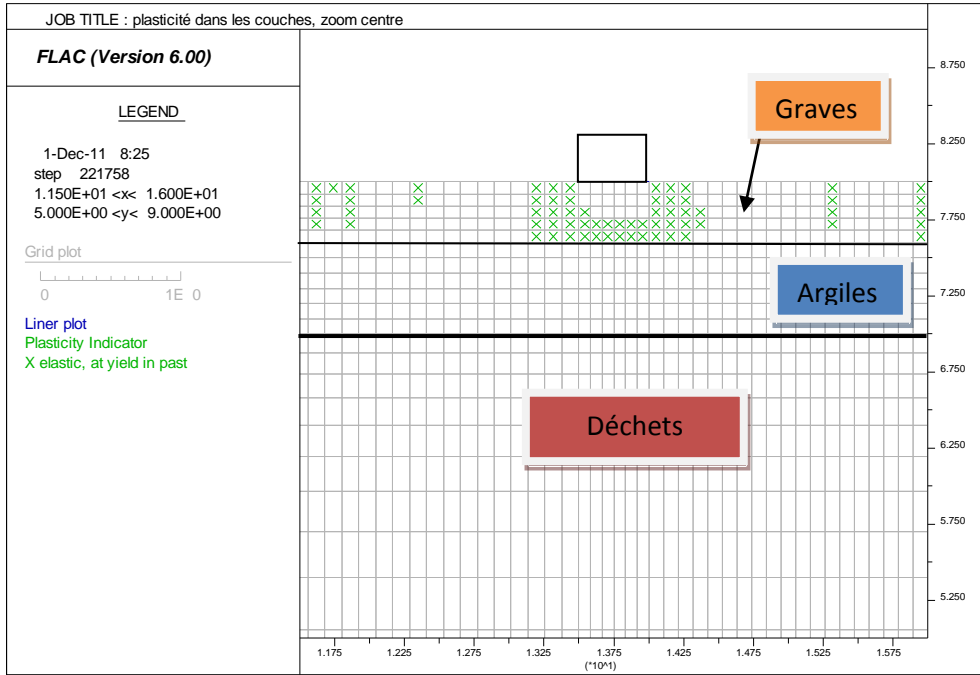 JOB TITLE : plasticité dans les couches, zoom centre
FLAC (Version 6.00)
LEGEND
1-Dec-11 8:25
step 221758
1.150E+01 <x< 1.600E+01
5.000E+00 <y< 9.000E+00
Grid plot
0 1E 0
Liner plot
Plasticity Indicator
X elastic, at yield in past
Graves
Argiles
Déchets
8.750
8.250
7.750
7.250
6.750
6.250
5.750
5.250
1.175 1.225 1.275 1.325 1.375 1.425 1.475 1.525 1.575
(*10^1)